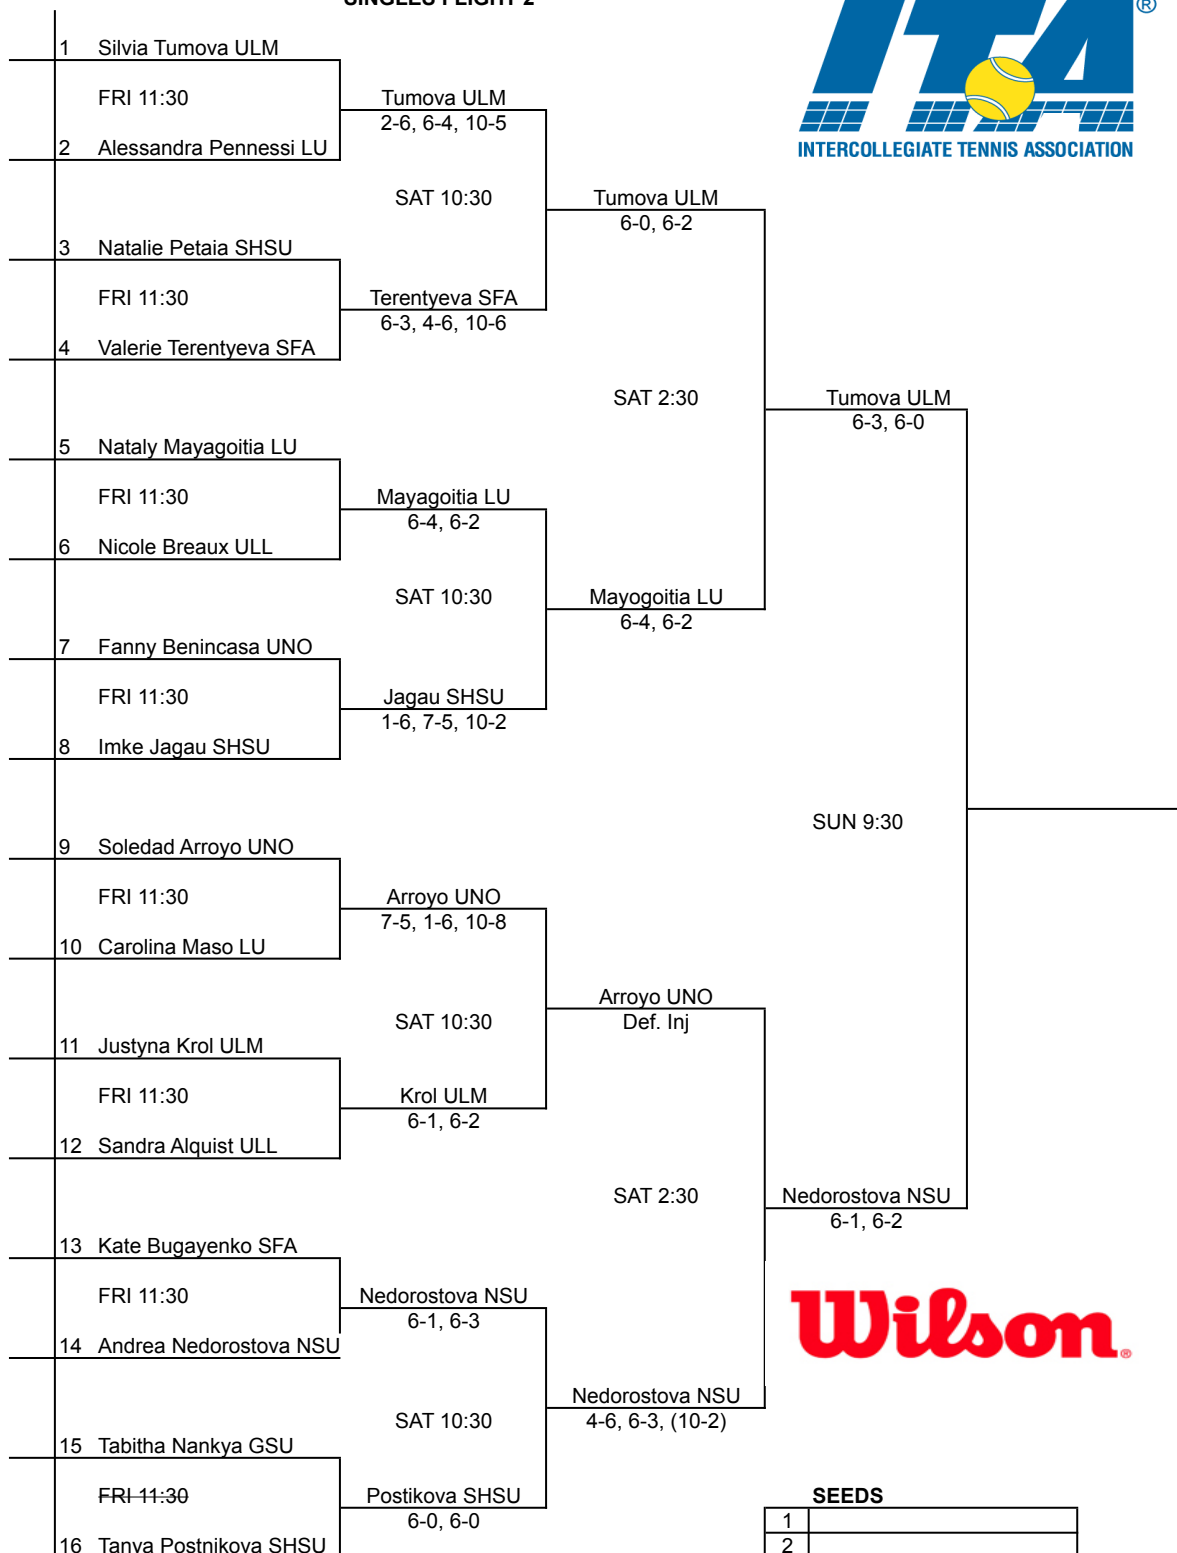 SINGLES FLIGHT 2
®
1 Silvia Tumova ULM
FRI 11:30
Tumova ULM
2-6, 6-4, 10-5
2 Alessandra Pennessi LU
ITA
INTERCOLLEGIATE TENNIS ASSOCIATION
SAT 10:30
Tumova ULM
6-0, 6-2
3 Natalie Petaia SHSU
FRI 11:30
Terentyeva SFA
6-3, 4-6, 10-6
4 Valerie Terentyeva SFA
SAT 2:30
Tumova ULM
6-3, 6-0
5 Nataly Mayagoitia LU
FRI 11:30
Mayagoitia LU
6-4, 6-2
6 Nicole Breaux ULL
SAT 10:30
Mayogoitia LU
6-4, 6-2
7 Fanny Benincasa UNO
FRI 11:30
Jagau SHSU
1-6, 7-5, 10-2
8 Imke Jagau SHSU
SUN 9:30
9 Soledad Arroyo UNO
FRI 11:30
Arroyo UNO
7-5, 1-6, 10-8
10 Carolina Maso LU
SAT 10:30
Arroyo UNO
Def. Inj
11 Justyna Krol ULM
FRI 11:30
Krol ULM
6-1, 6-2
12 Sandra Alquist ULL
SAT 2:30
Nedorostova NSU
6-1, 6-2
13 Kate Bugayenko SFA
FRI 11:30
Nedorostova NSU
6-1, 6-3
14 Andrea Nedorostova NSU
Wilson®
SAT 10:30
Nedorostova NSU
4-6, 6-3, (10-2)
15 Tabitha Nankya GSU
FRI 11:30
Postikova SHSU
6-0, 6-0
16 Tanya Postnikova SHSU
SEEDS
1
2